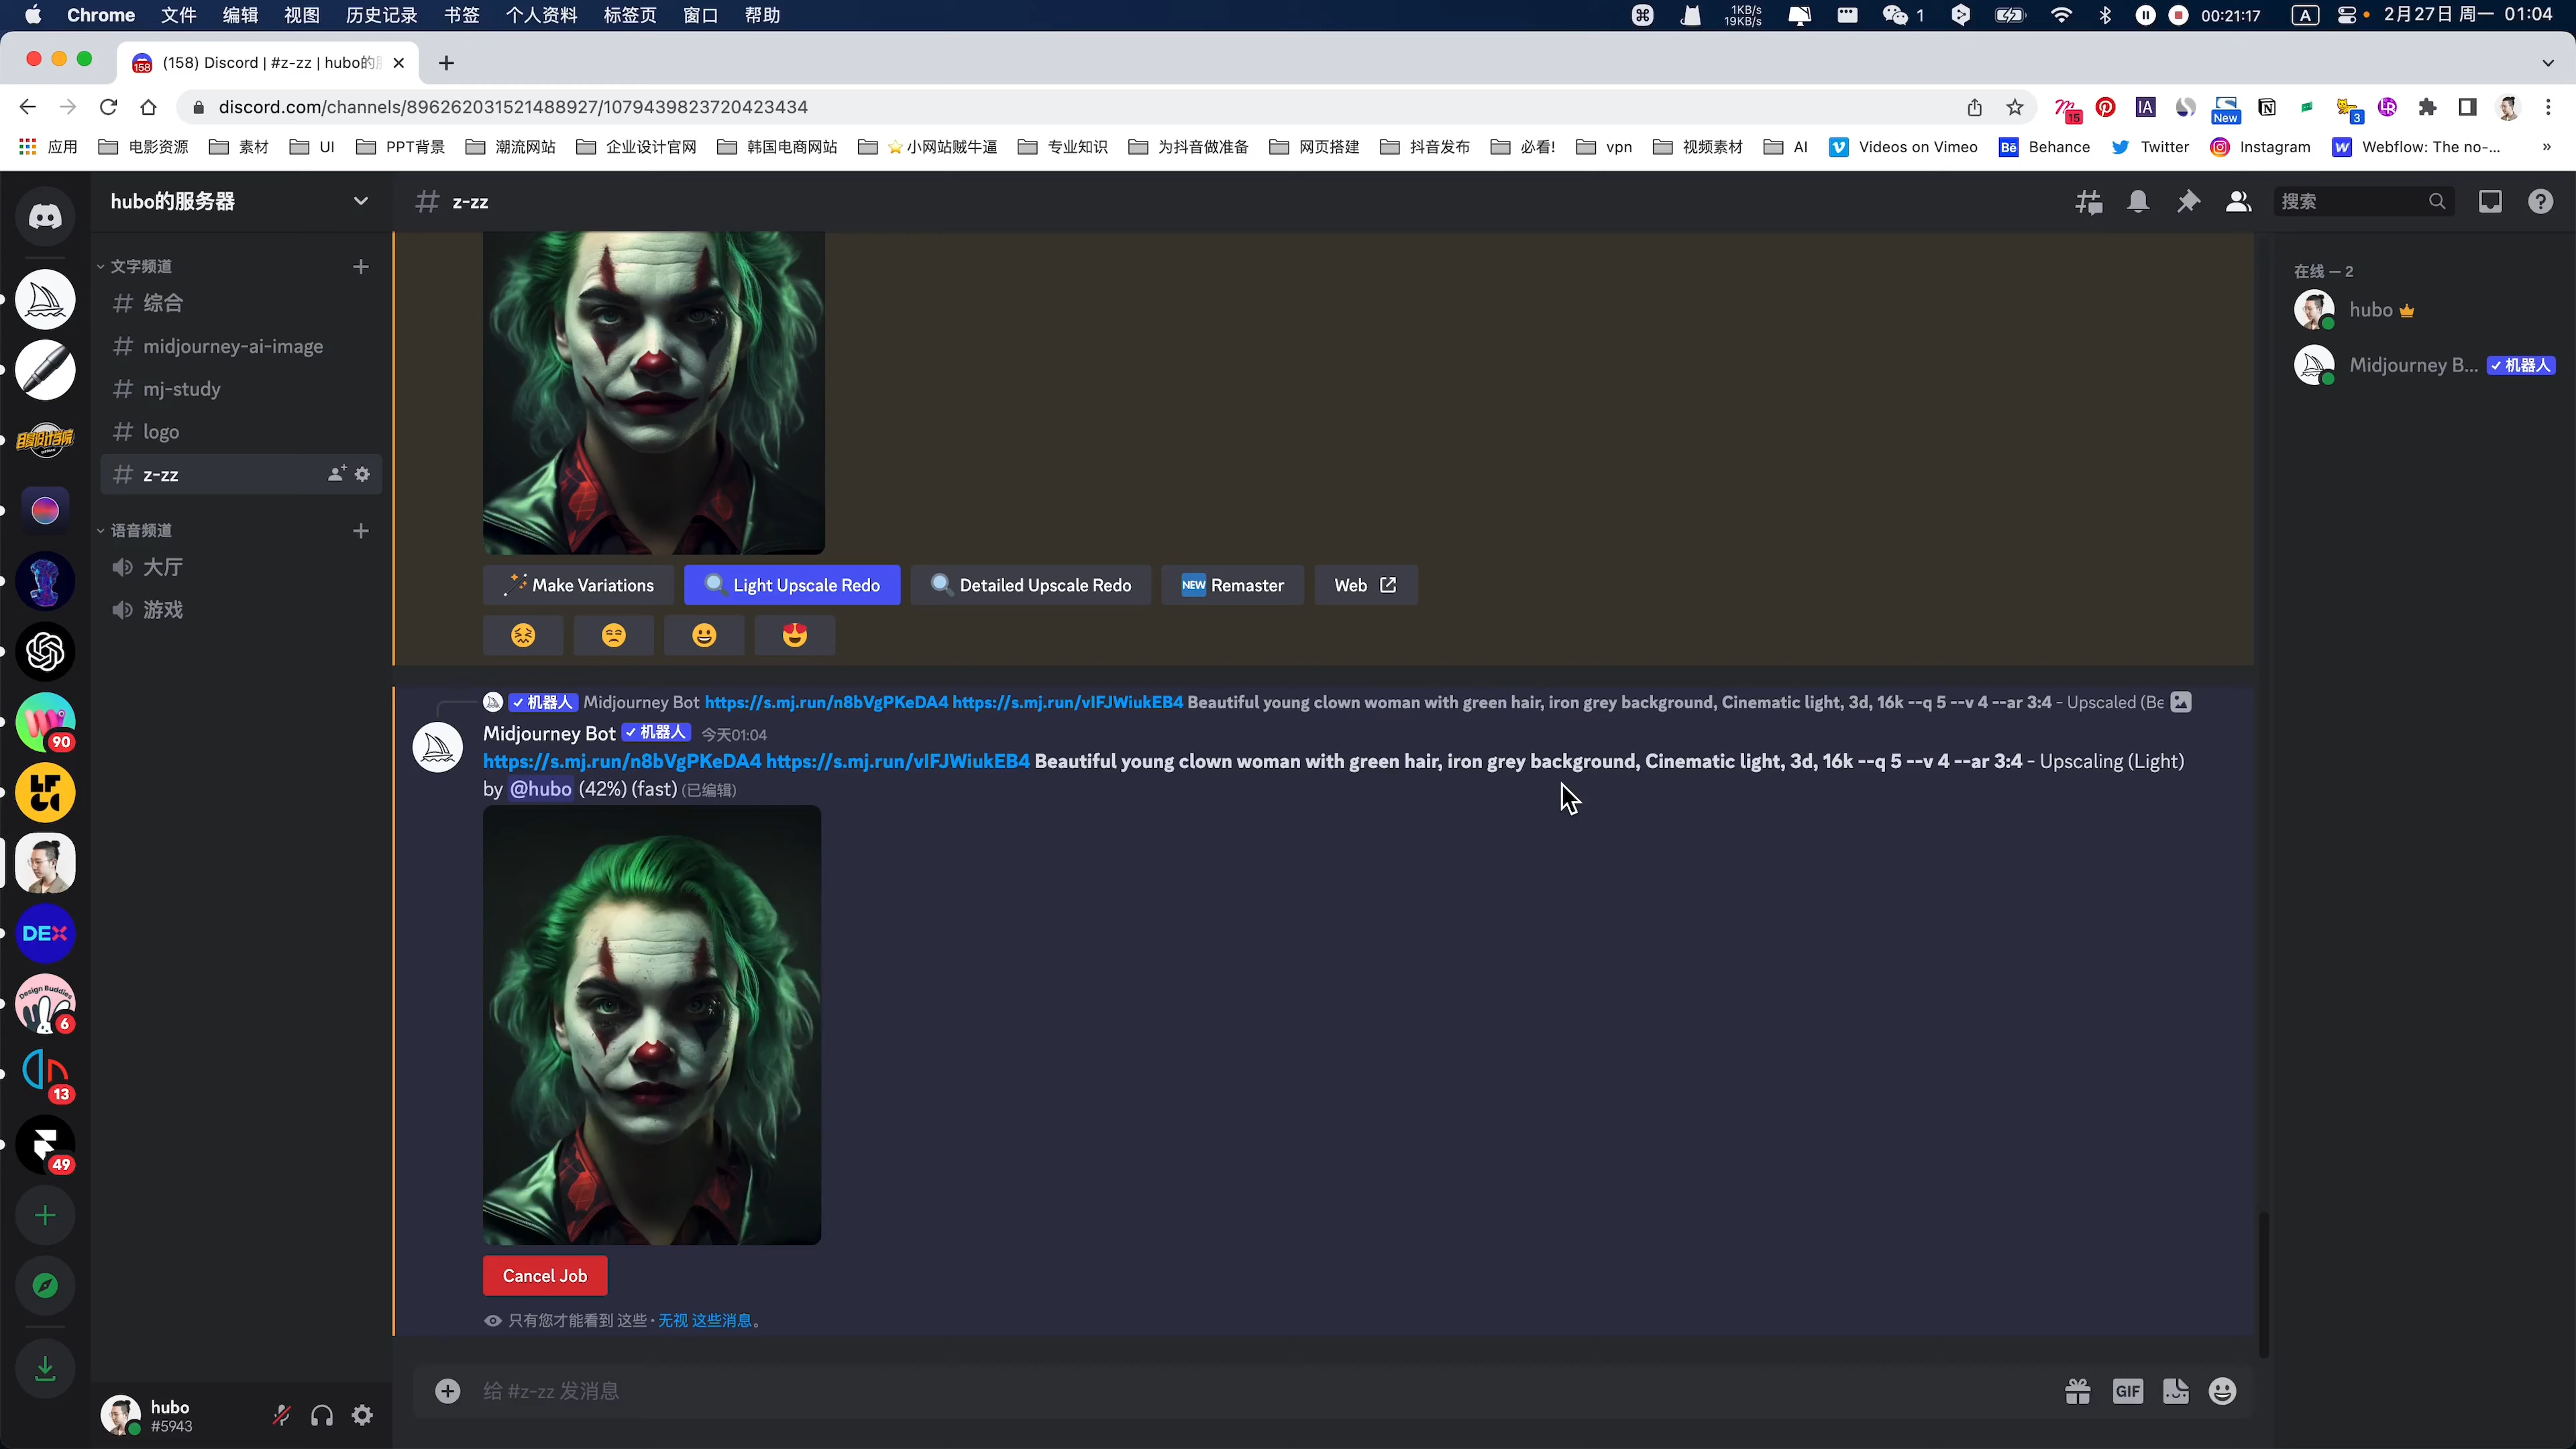 Chrome 文件 编辑 视图 历史记录 书签 个人资料 标签页 窗口 帮助 1KB/s 19KB/s 1 00:21:17 A 2月27日 周一 01:04
158 (158) Discord | #z-zz | hubo的
discord.com/channels/896262031521488927/1079439823720423434 15 IA New 3
应用 电影资源 素材 UI PPT背景 潮流网站 企业设计官网 韩国电商网站 ⭐小网站贼牛逼 专业知识 为抖音做准备 网页搭建 抖音发布 必看! vpn 视频素材 AI Videos on Vimeo Bē Behance Twitter Instagram W Webflow: The no-... »
hubo的服务器
# z-zz
搜索
文字频道
# 综合
# midjourney-ai-image
# mj-study
# logo
# z-zz
语音频道
大厅
游戏
90
DEX
Design Buddies
6
13
49
Make Variations Light Upscale Redo Detailed Upscale Redo NEW Remaster Web
✓ 机器人 Midjourney Bot https://s.mj.run/n8bVgPKeDA4 https://s.mj.run/vIFJWiukEB4 Beautiful young clown woman with green hair, iron grey background, Cinematic light, 3d, 16k --q 5 --v 4 --ar 3:4 - Upscaled (Be
Midjourney Bot ✓ 机器人 今天01:04
https://s.mj.run/n8bVgPKeDA4 https://s.mj.run/vIFJWiukEB4 Beautiful young clown woman with green hair, iron grey background, Cinematic light, 3d, 16k --q 5 --v 4 --ar 3:4 - Upscaling (Light)
by @hubo (42%) (fast) (已编辑)
Cancel Job
只有您才能看到 这些 · 无视 这些消息。
给 #z-zz 发消息
GIF
hubo
#5943
在线 — 2
hubo
Midjourney B... ✓ 机器人